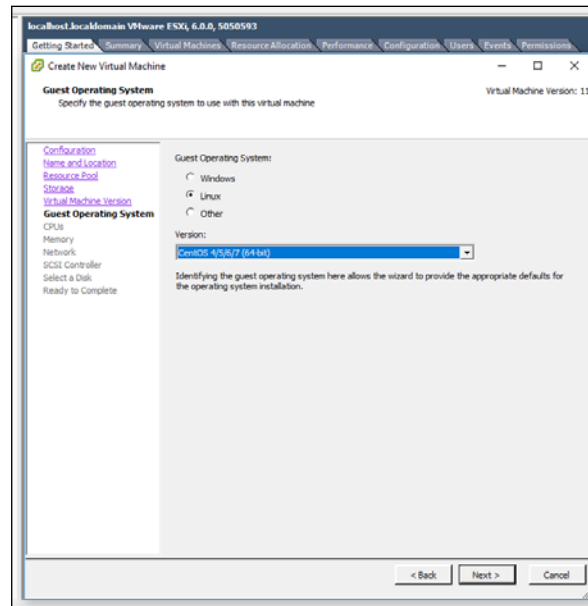 localhost.localdomain VMware ESXi, 6.0.0, 5050593
Getting Started Summary Virtual Machines Resource Allocation Performance Configuration Users Events Permissions
Create New Virtual Machine
Guest Operating System
Specify the guest operating system to use with this virtual machine
Virtual Machine Version: 11
Configuration
Name and Location
Resource Pool
Storage
Virtual Machine Version
Guest Operating System
CPUs
Memory
Network
SCSI Controller
Select a Disk
Ready to Complete
Guest Operating System:
Windows
Linux
Other
Version:
CentOS 4/5/6/7 (64-bit)
Identifying the guest operating system here allows the wizard to provide the appropriate defaults for
the operating system installation.
< Back Next > Cancel